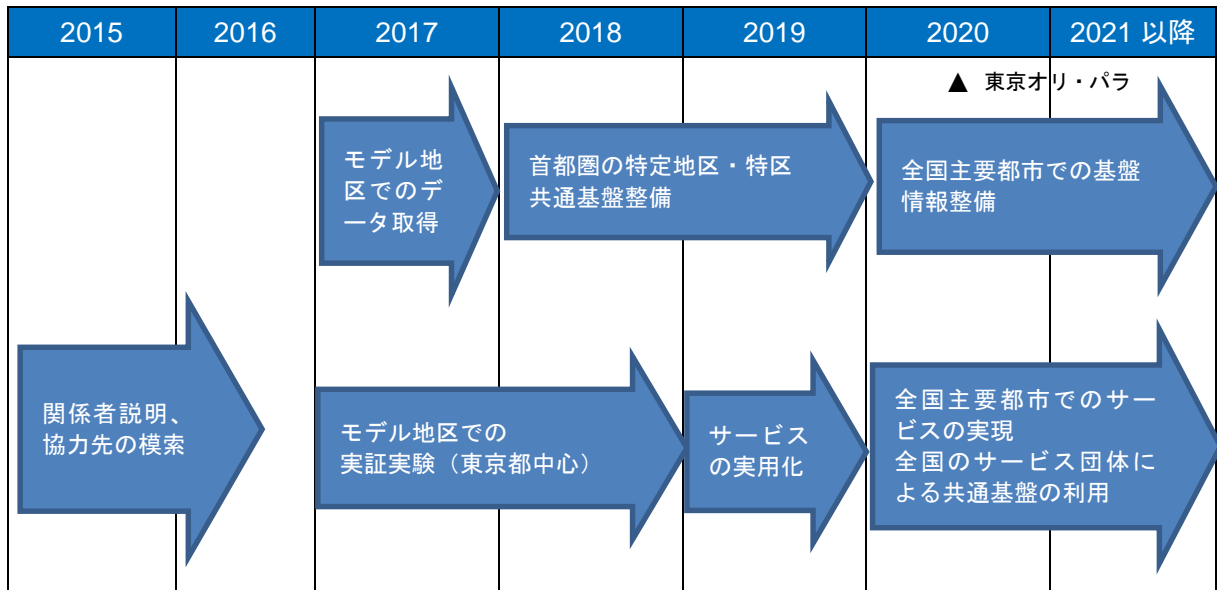 2015 2016 2017 2018 2019 2020 2021 以降
▲ 東京オリ・パラ
モデル地
区でのデ
ータ取得
首都圏の特定地区・特区
共通基盤整備
全国主要都市での基盤
情報整備
関係者説明、
協力先の模索
モデル地区での
実証実験（東京都中心）
サービス
の実用化
全国主要都市でのサー
ビスの実現
全国のサービス団体に
よる共通基盤の利用